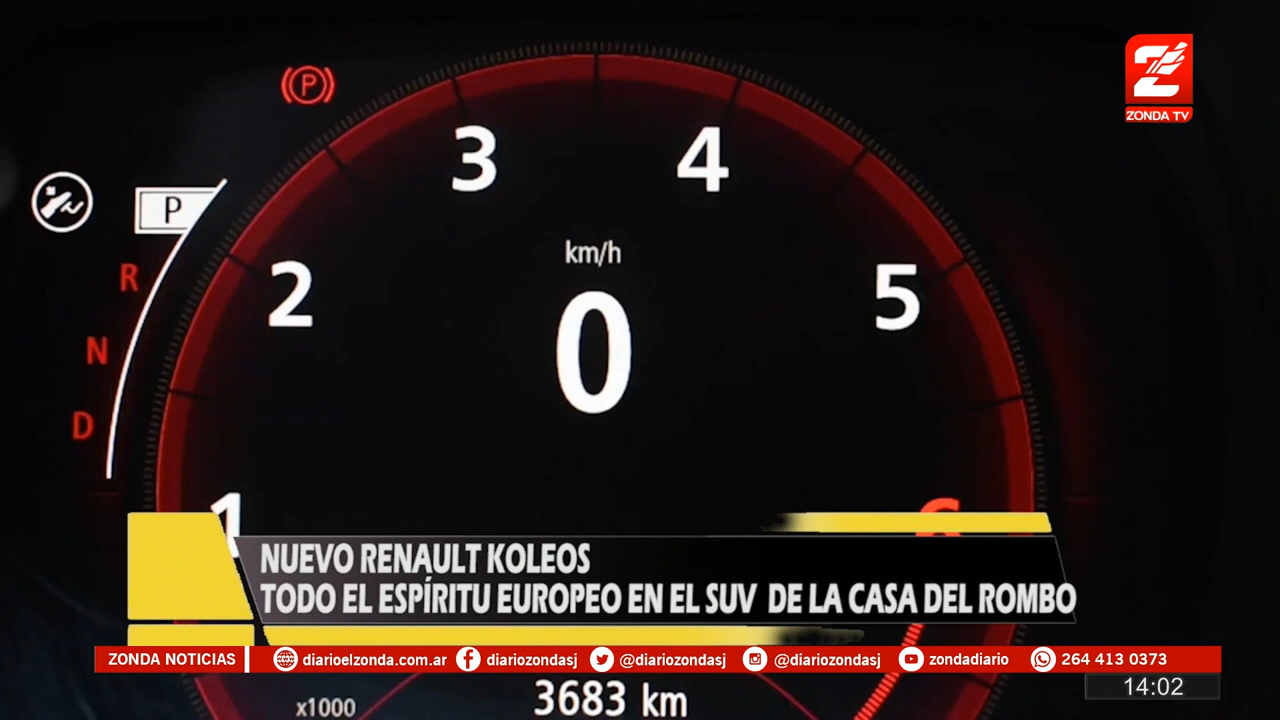 ZONDA TV
P
P
R
N
D
1
2
3
4
5
6
km/h
0
NUEVO RENAULT KOLEOS
TODO EL ESPÍRITU EUROPEO EN EL SUV DE LA CASA DEL ROMBO
ZONDA NOTICIAS
diarioelzonda.com.ar
diariozondasj
@diariozondasj
@diariozondasj
zondadiario
264 413 0373
x1000
3683 km
14:02